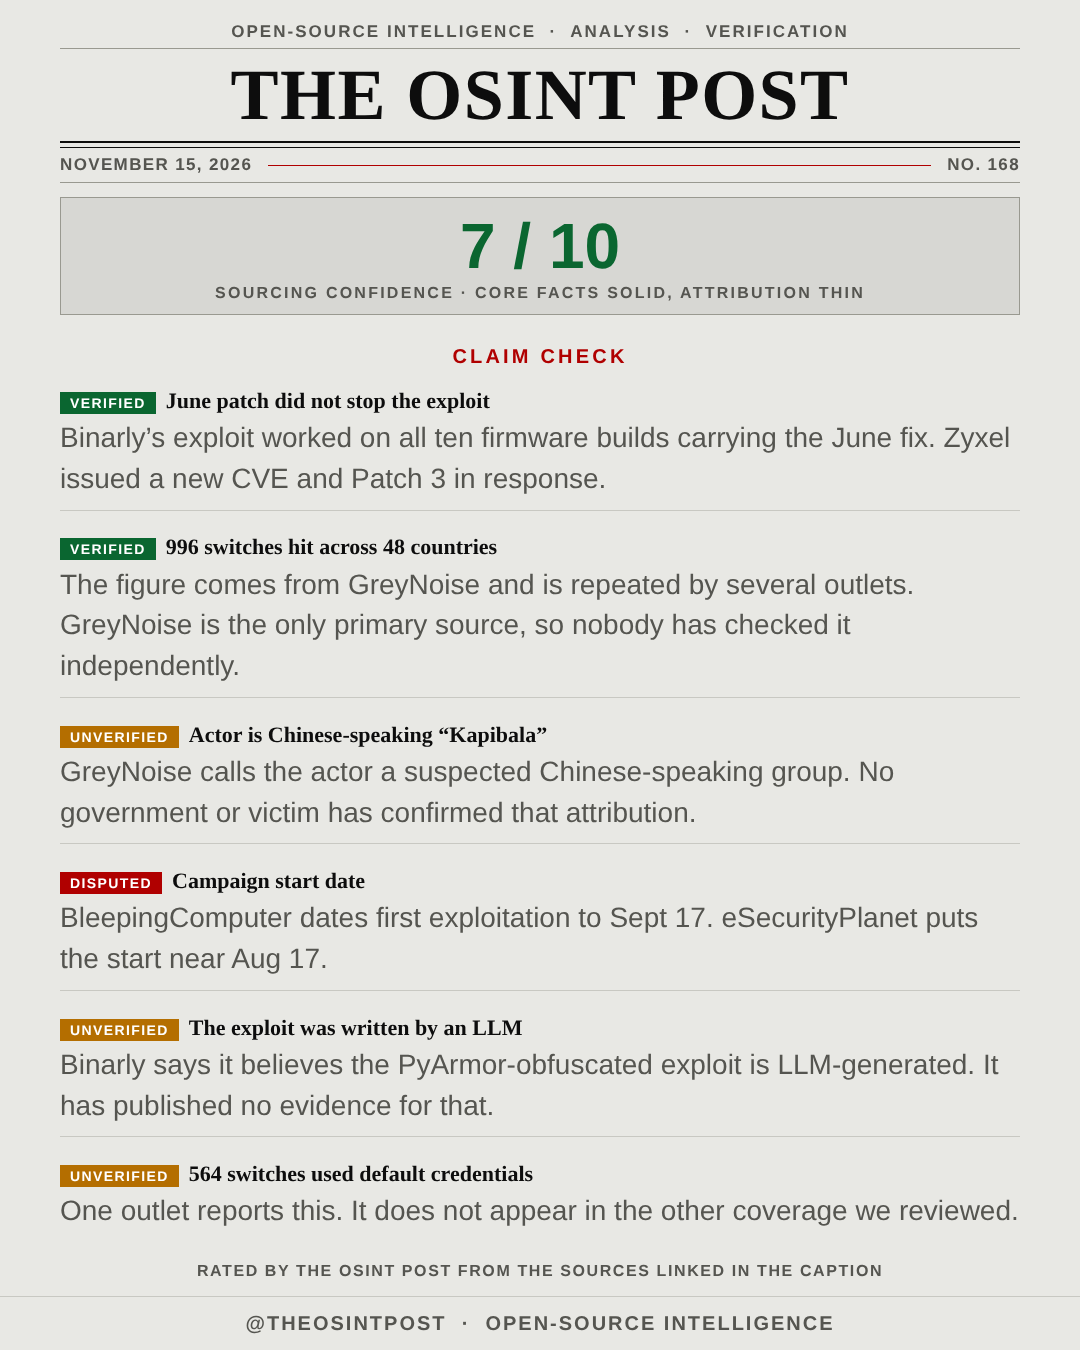 OPEN-SOURCE INTELLIGENCE · ANALYSIS · VERIFICATION
THE OSINT POST
NOVEMBER 15, 2026 NO. 168
7 / 10
SOURCING CONFIDENCE · CORE FACTS SOLID, ATTRIBUTION THIN
CLAIM CHECK
VERIFIED June patch did not stop the exploit
Binarly’s exploit worked on all ten firmware builds carrying the June fix. Zyxel
issued a new CVE and Patch 3 in response.
VERIFIED 996 switches hit across 48 countries
The figure comes from GreyNoise and is repeated by several outlets.
GreyNoise is the only primary source, so nobody has checked it
independently.
UNVERIFIED Actor is Chinese-speaking “Kapibala”
GreyNoise calls the actor a suspected Chinese-speaking group. No
government or victim has confirmed that attribution.
DISPUTED Campaign start date
BleepingComputer dates first exploitation to Sept 17. eSecurityPlanet puts
the start near Aug 17.
UNVERIFIED The exploit was written by an LLM
Binarly says it believes the PyArmor-obfuscated exploit is LLM-generated. It
has published no evidence for that.
UNVERIFIED 564 switches used default credentials
One outlet reports this. It does not appear in the other coverage we reviewed.
RATED BY THE OSINT POST FROM THE SOURCES LINKED IN THE CAPTION
@THEOSINTPOST · OPEN-SOURCE INTELLIGENCE